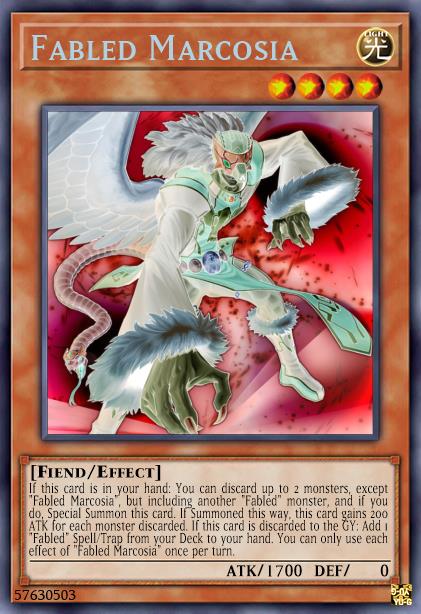 Fabled Marcosia
LIGHT
光
[Fiend/Effect]
If this card is in your hand: You can discard up to 2 monsters, except
"Fabled Marcosia", but including another "Fabled" monster, and if you
do, Special Summon this card. If Summoned this way, this card gains 200
ATK for each monster discarded. If this card is discarded to the GY: Add 1
"Fabled" Spell/Trap from your Deck to your hand. You can only use each
effect of "Fabled Marcosia" once per turn.
ATK/1700 DEF/ 0
57630503